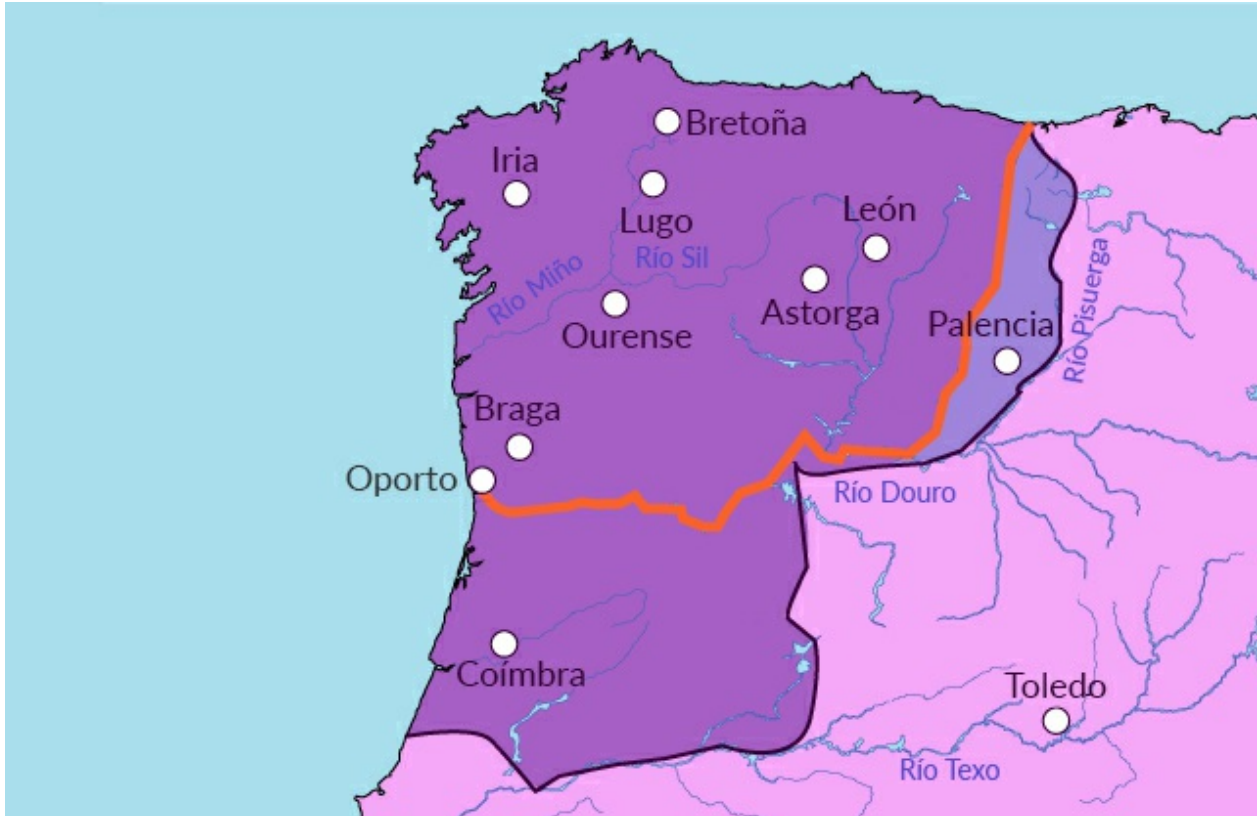 Bretoña
Iria
Lugo
León
Río Sil
Río Miño
Astorga
Ourense
Palencia
Río Pisuerga
Braga
Oporto
Río Douro
Coímbra
Toledo
Río Texo